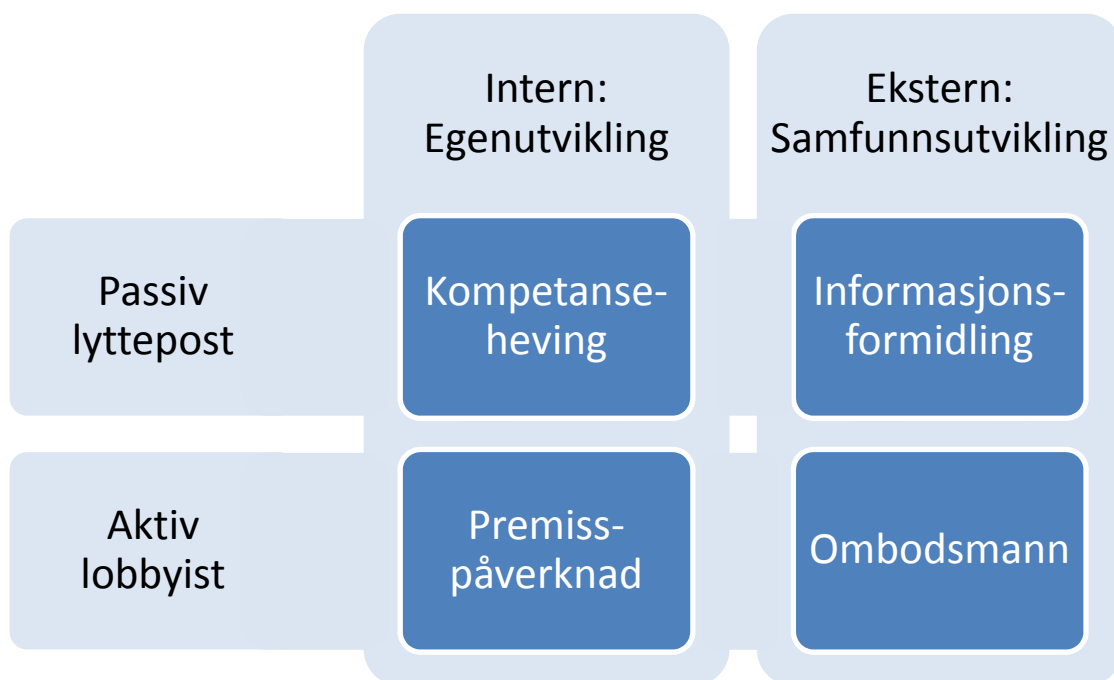 Intern:
Egenutvikling
Ekstern:
Samfunnsutvikling
Passiv
lyttepost
Kompetanse-
heving
Informasjons-
formidling
Aktiv
lobbyist
Premiss-
påverknad
Ombodsmann